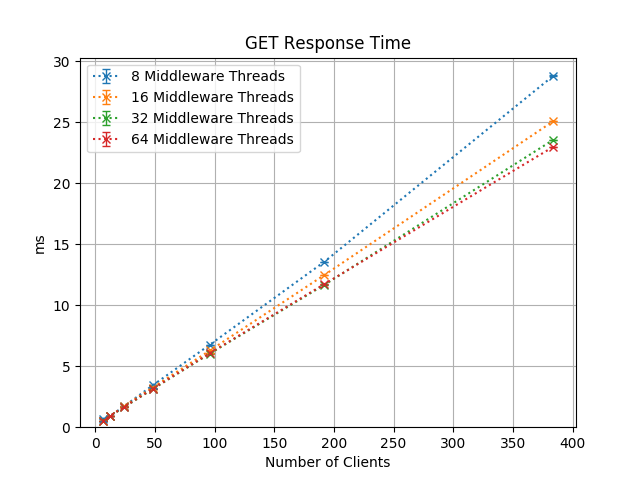 GET Response Time
30
25
20
15
10
5
0
ms
8 Middleware Threads
16 Middleware Threads
32 Middleware Threads
64 Middleware Threads
0 50 100 150 200 250 300 350 400
Number of Clients